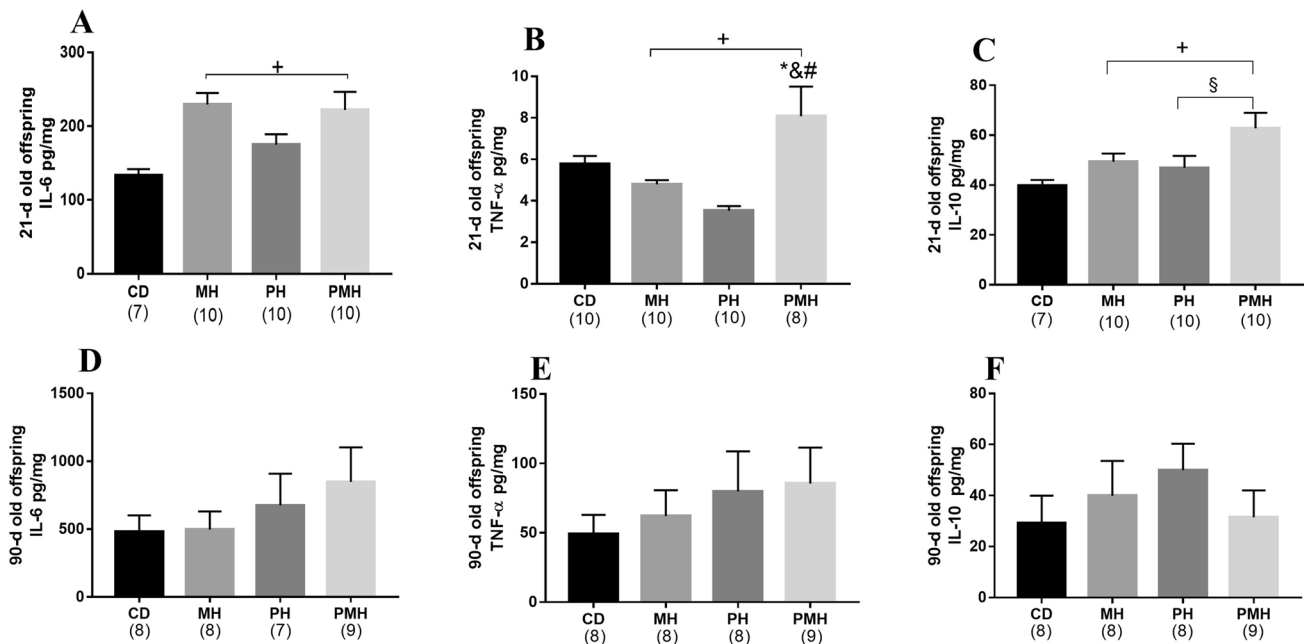 A
21-d old offspring
IL-6 pg/mg
300
200
100
0
+
CD MH PH PMH
(7) (10) (10) (10)
B
21-d old offspring
TNF-α pg/mg
10
8
6
4
2
0
+
*&#
CD MH PH PMH
(10) (10) (10) (8)
C
21-d old offspring
IL-10 pg/mg
80
60
40
20
0
+
§
CD MH PH PMH
(7) (10) (10) (10)
D
90-d old offspring
IL-6 pg/mg
1500
1000
500
0
CD MH PH PMH
(8) (8) (7) (9)
E
90-d old offspring
TNF-α pg/mg
150
100
50
0
CD MH PH PMH
(8) (8) (8) (9)
F
90-d old offspring
IL-10 pg/mg
80
60
40
20
0
CD MH PH PMH
(8) (8) (8) (9)